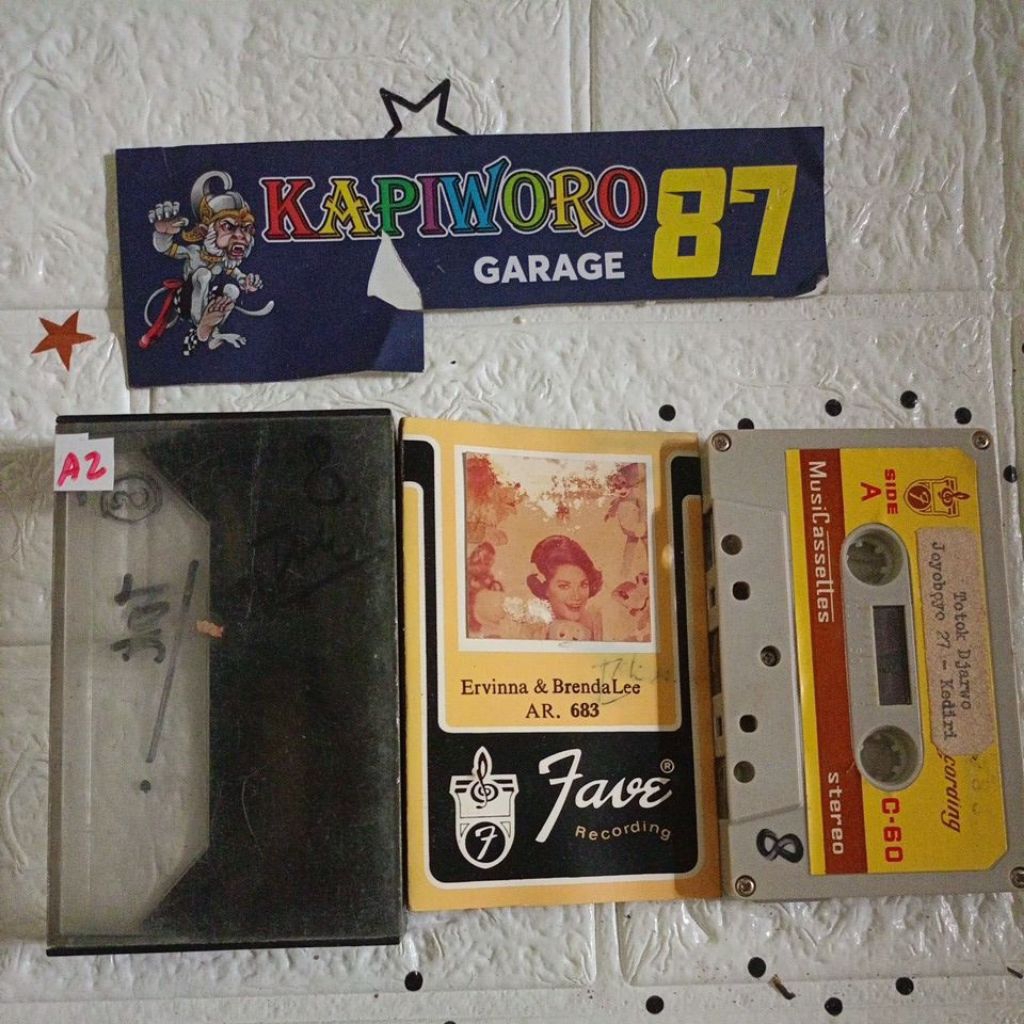 KAPIWORO 87
GARAGE
A2
8
Ervinna & BrendaLee
AR. 683
F
Fave®
Recording
SIDE
A
F
MusiCassettes
stereo
C-60
Totok Djarwo
Joyoboyo 27 - Kediri
cording
8